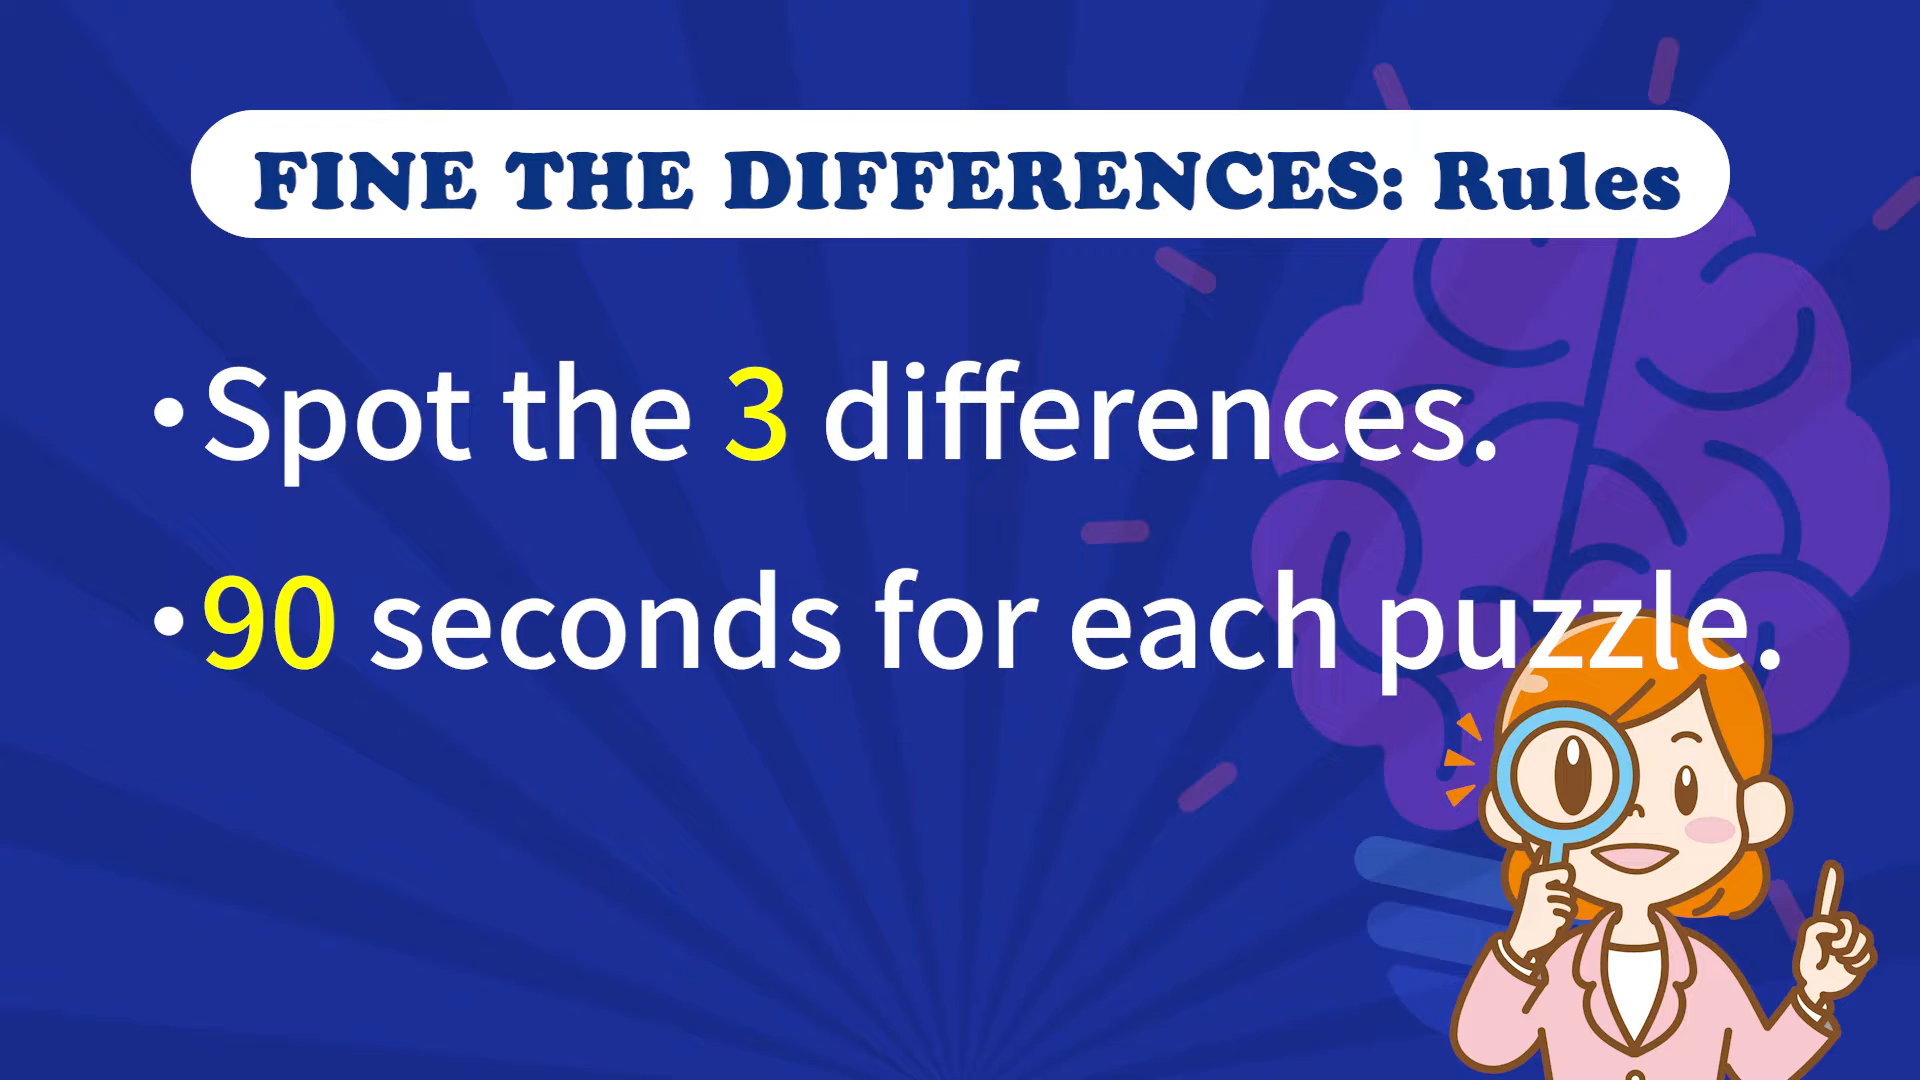 FINE THE DIFFERENCES: Rules
•Spot the 3 differences.
•90 seconds for each puzzle.